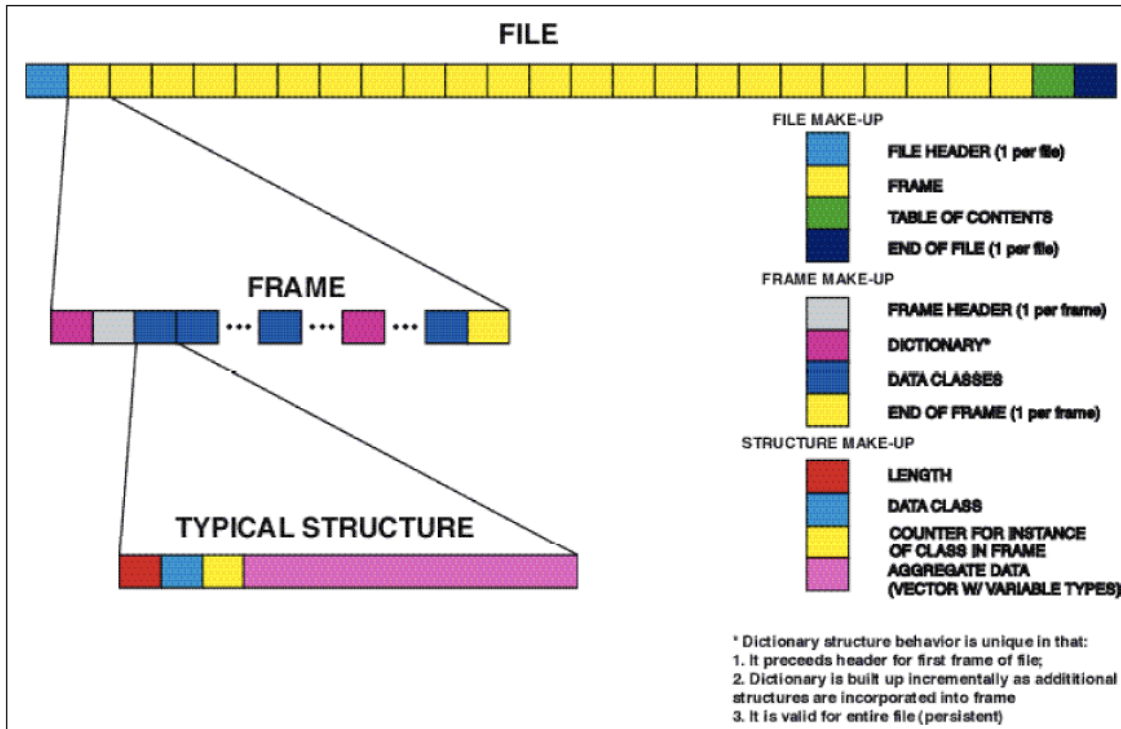 FILE
FILE MAKE-UP
FILE HEADER (1 per file)
FRAME
TABLE OF CONTENTS
END OF FILE (1 per file)
FRAME
... ... ...
FRAME MAKE-UP
FRAME HEADER (1 per frame)
DICTIONARY*
DATA CLASSES
END OF FRAME (1 per frame)
TYPICAL STRUCTURE
STRUCTURE MAKE-UP
LENGTH
DATA CLASS
COUNTER FOR INSTANCE
OF CLASS IN FRAME
AGGREGATE DATA
(VECTOR W/ VARIABLE TYPES)
* Dictionary structure behavior is unique in that:
1. It preceeds header for first frame of file;
2. Dictionary is built up incrementally as addititional
structures are incorporated into frame
3. It is valid for entire file (persistent)